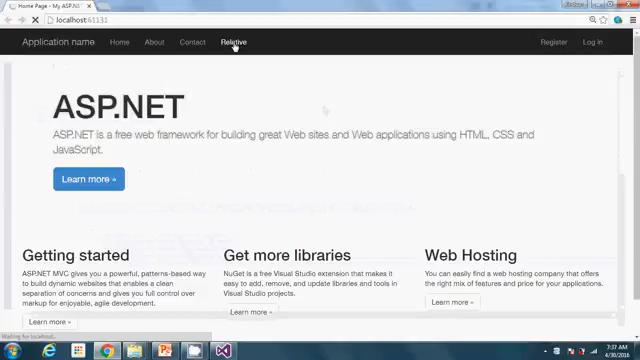 Home Page - My ASP.NE
localhost:61131
Application name Home About Contact Relative Register Log in
ASP.NET
ASP.NET is a free web framework for building great Web sites and Web applications using HTML, CSS and
JavaScript.
Learn more »
Getting started
ASP.NET MVC gives you a powerful, patterns-based way
to build dynamic websites that enables a clean
separation of concerns and gives you full control over
markup for enjoyable, agile development.
Learn more »
Get more libraries
NuGet is a free Visual Studio extension that makes it
easy to add, remove, and update libraries and tools in
Visual Studio projects.
Learn more »
Web Hosting
You can easily find a web hosting company that offers
the right mix of features and price for your applications.
Learn more »
Waiting for localhost...
7:37 AM
4/30/2016